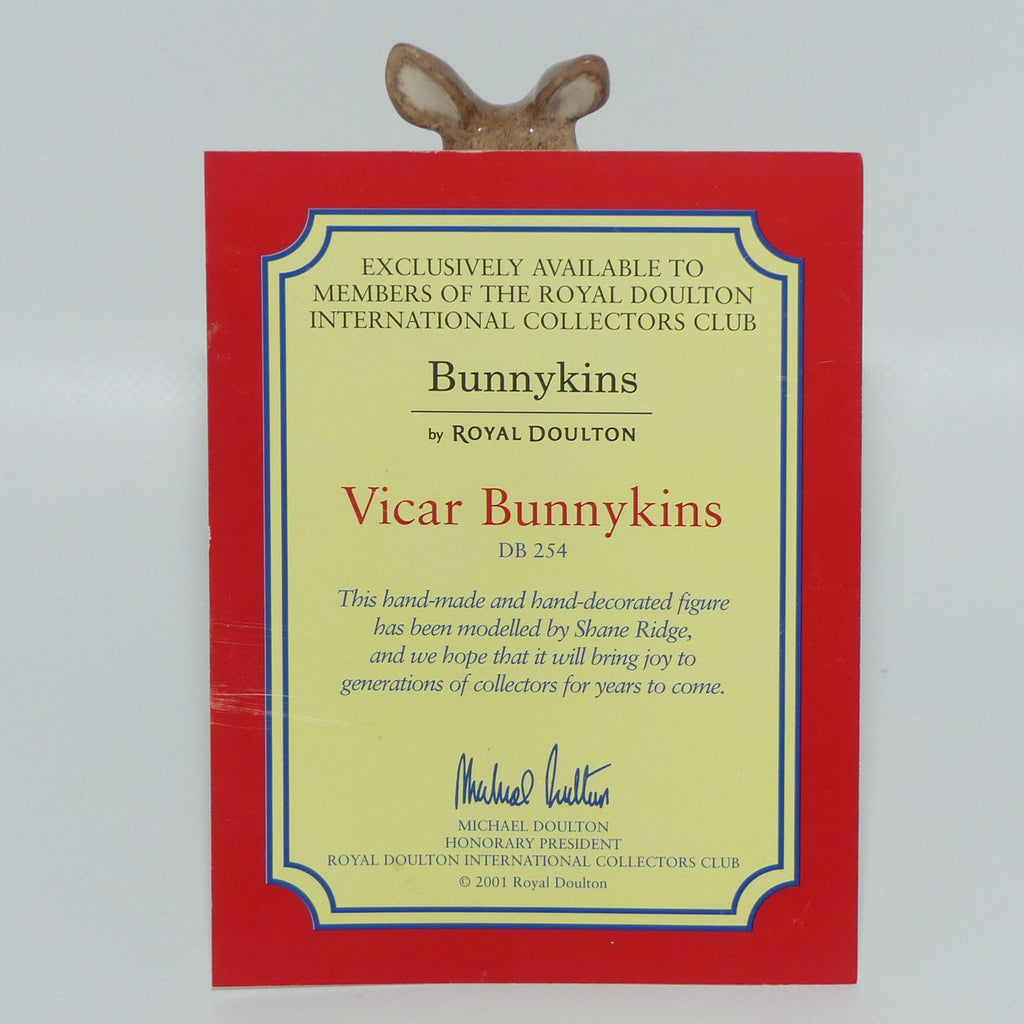 EXCLUSIVELY AVAILABLE TO
MEMBERS OF THE ROYAL DOULTON
INTERNATIONAL COLLECTORS CLUB
Bunnykins
by ROYAL DOULTON
Vicar Bunnykins
DB 254
This hand-made and hand-decorated figure
has been modelled by Shane Ridge,
and we hope that it will bring joy to
generations of collectors for years to come.
Michael Doulton
MICHAEL DOULTON
HONORARY PRESIDENT
ROYAL DOULTON INTERNATIONAL COLLECTORS CLUB
© 2001 Royal Doulton